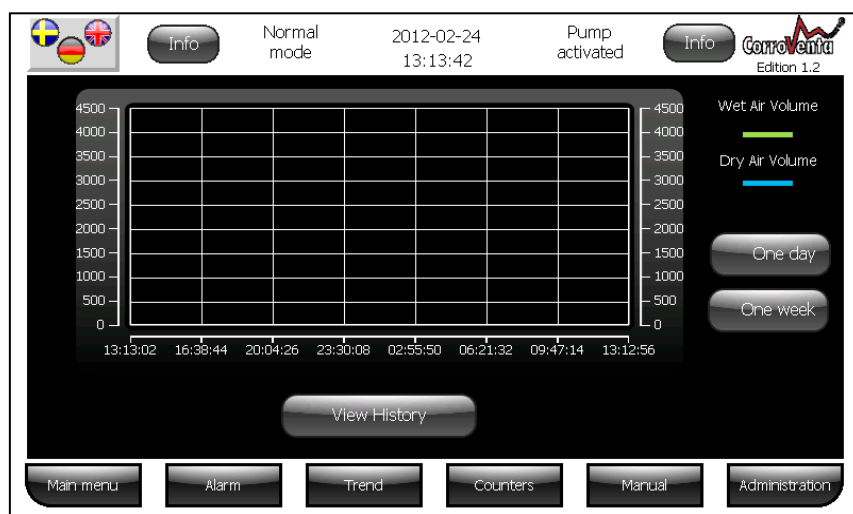 Info
Normal
mode
2012-02-24
13:13:42
Pump
activated
Info
CorroVenta
Edition 1.2
4500
4000
3500
3000
2500
2000
1500
1000
500
0
4500
4000
3500
3000
2500
2000
1500
1000
500
0
13:13:02 16:38:44 20:04:26 23:30:08 02:55:50 06:21:32 09:47:14 13:12:56
Wet Air Volume
Dry Air Volume
One day
One week
View History
Main menu
Alarm
Trend
Counters
Manual
Administration